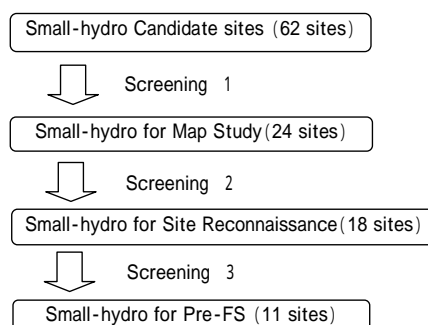 Small-hydro Candidate sites (62 sites)
Screening 1
Small-hydro for Map Study(24 sites)
Screening 2
Small-hydro for Site Reconnaissance(18 sites)
Screening 3
Small-hydro for Pre-FS (11 sites)